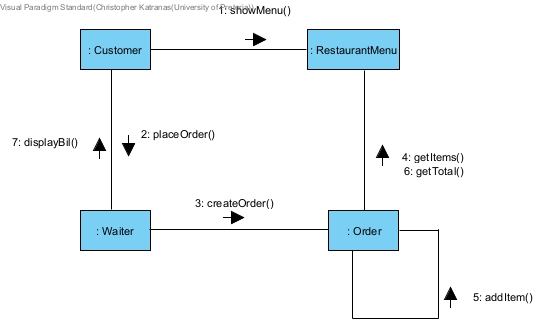 Visual Paradigm Standard(Christopher Katranas(University of Pretoria))
1: showMenu()
: Customer
: RestaurantMenu
2: placeOrder()
7: displayBil()
4: getItems()
6: getTotal()
3: createOrder()
: Waiter
: Order
5: addItem()